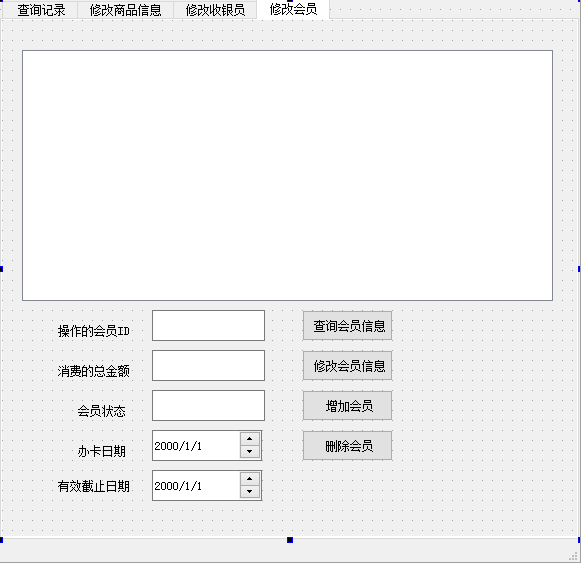 查询记录 修改商品信息 修改收银员 修改会员
操作的会员ID 查询会员信息
消费的总金额 修改会员信息
会员状态 增加会员
办卡日期 2000/1/1 删除会员
有效截止日期 2000/1/1